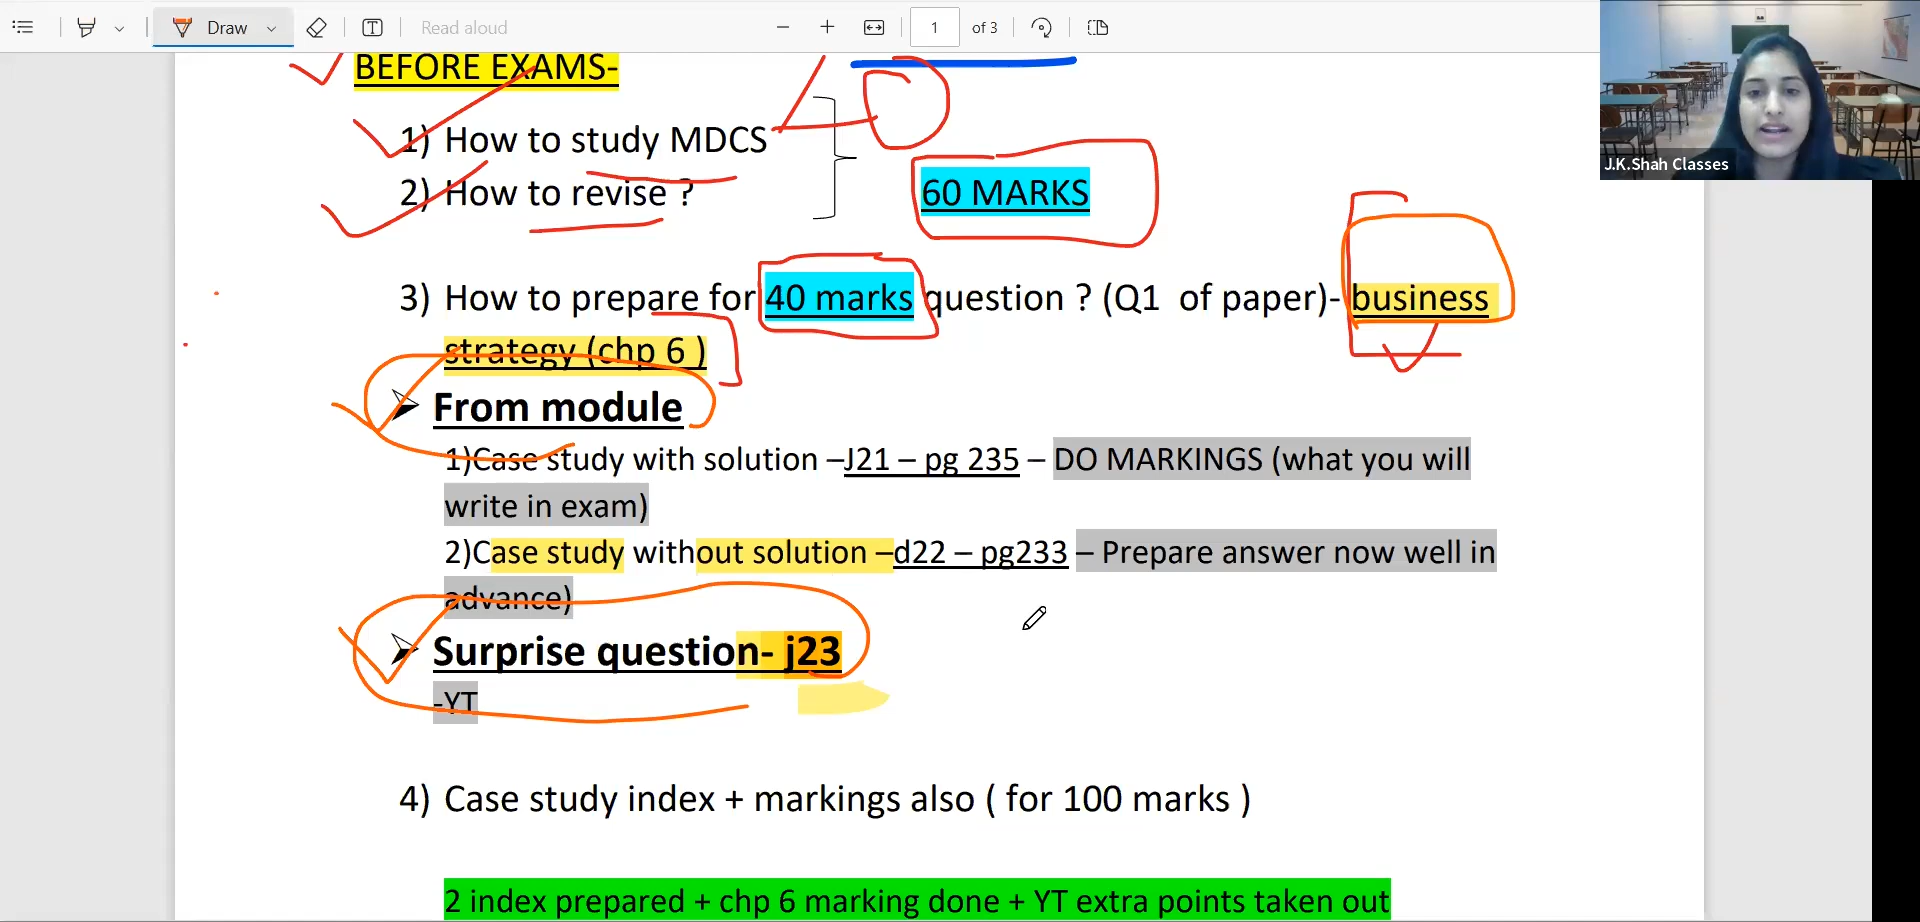 Draw
Read aloud
1
of 3
J.K.Shah Classes
BEFORE EXAMS-
1) How to study MDCS
2) How to revise ?
60 MARKS
3) How to prepare for 40 marks question ? (Q1 of paper)- business
strategy (chp 6 )
From module
1)Case study with solution –J21 – pg 235 – DO MARKINGS (what you will
write in exam)
2)Case study without solution –d22 – pg233 – Prepare answer now well in
advance)
Surprise question- j23
-YT
4) Case study index + markings also ( for 100 marks )
2 index prepared + chp 6 marking done + YT extra points taken out